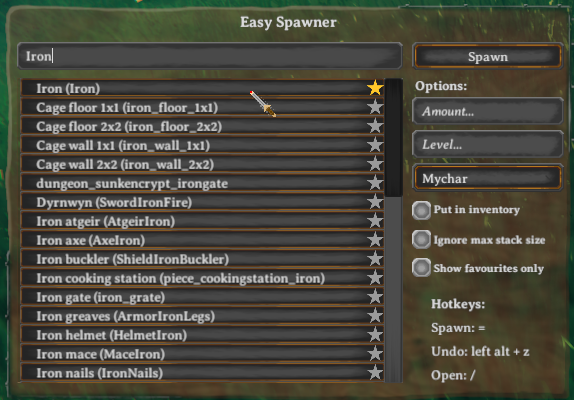 Easy Spawner
Iron
Spawn
Iron (Iron)
Cage floor 1x1 (iron_floor_1x1)
Cage floor 2x2 (iron_floor_2x2)
Cage wall 1x1 (iron_wall_1x1)
Cage wall 2x2 (iron_wall_2x2)
dungeon_sunkencrypt_irongate
Dyrnwyn (SwordIronFire)
Iron atgeir (AtgeirIron)
Iron axe (AxeIron)
Iron buckler (ShieldIronBuckler)
Iron cooking station (piece_cookingstation_iron)
Iron gate (iron_grate)
Iron greaves (ArmorIronLegs)
Iron helmet (HelmetIron)
Iron mace (MaceIron)
Iron nails (IronNails)
Options:
Amount...
Level...
Mychar
Put in inventory
Ignore max stack size
Show favourites only
Hotkeys:
Spawn: =
Undo: left alt + z
Open: /